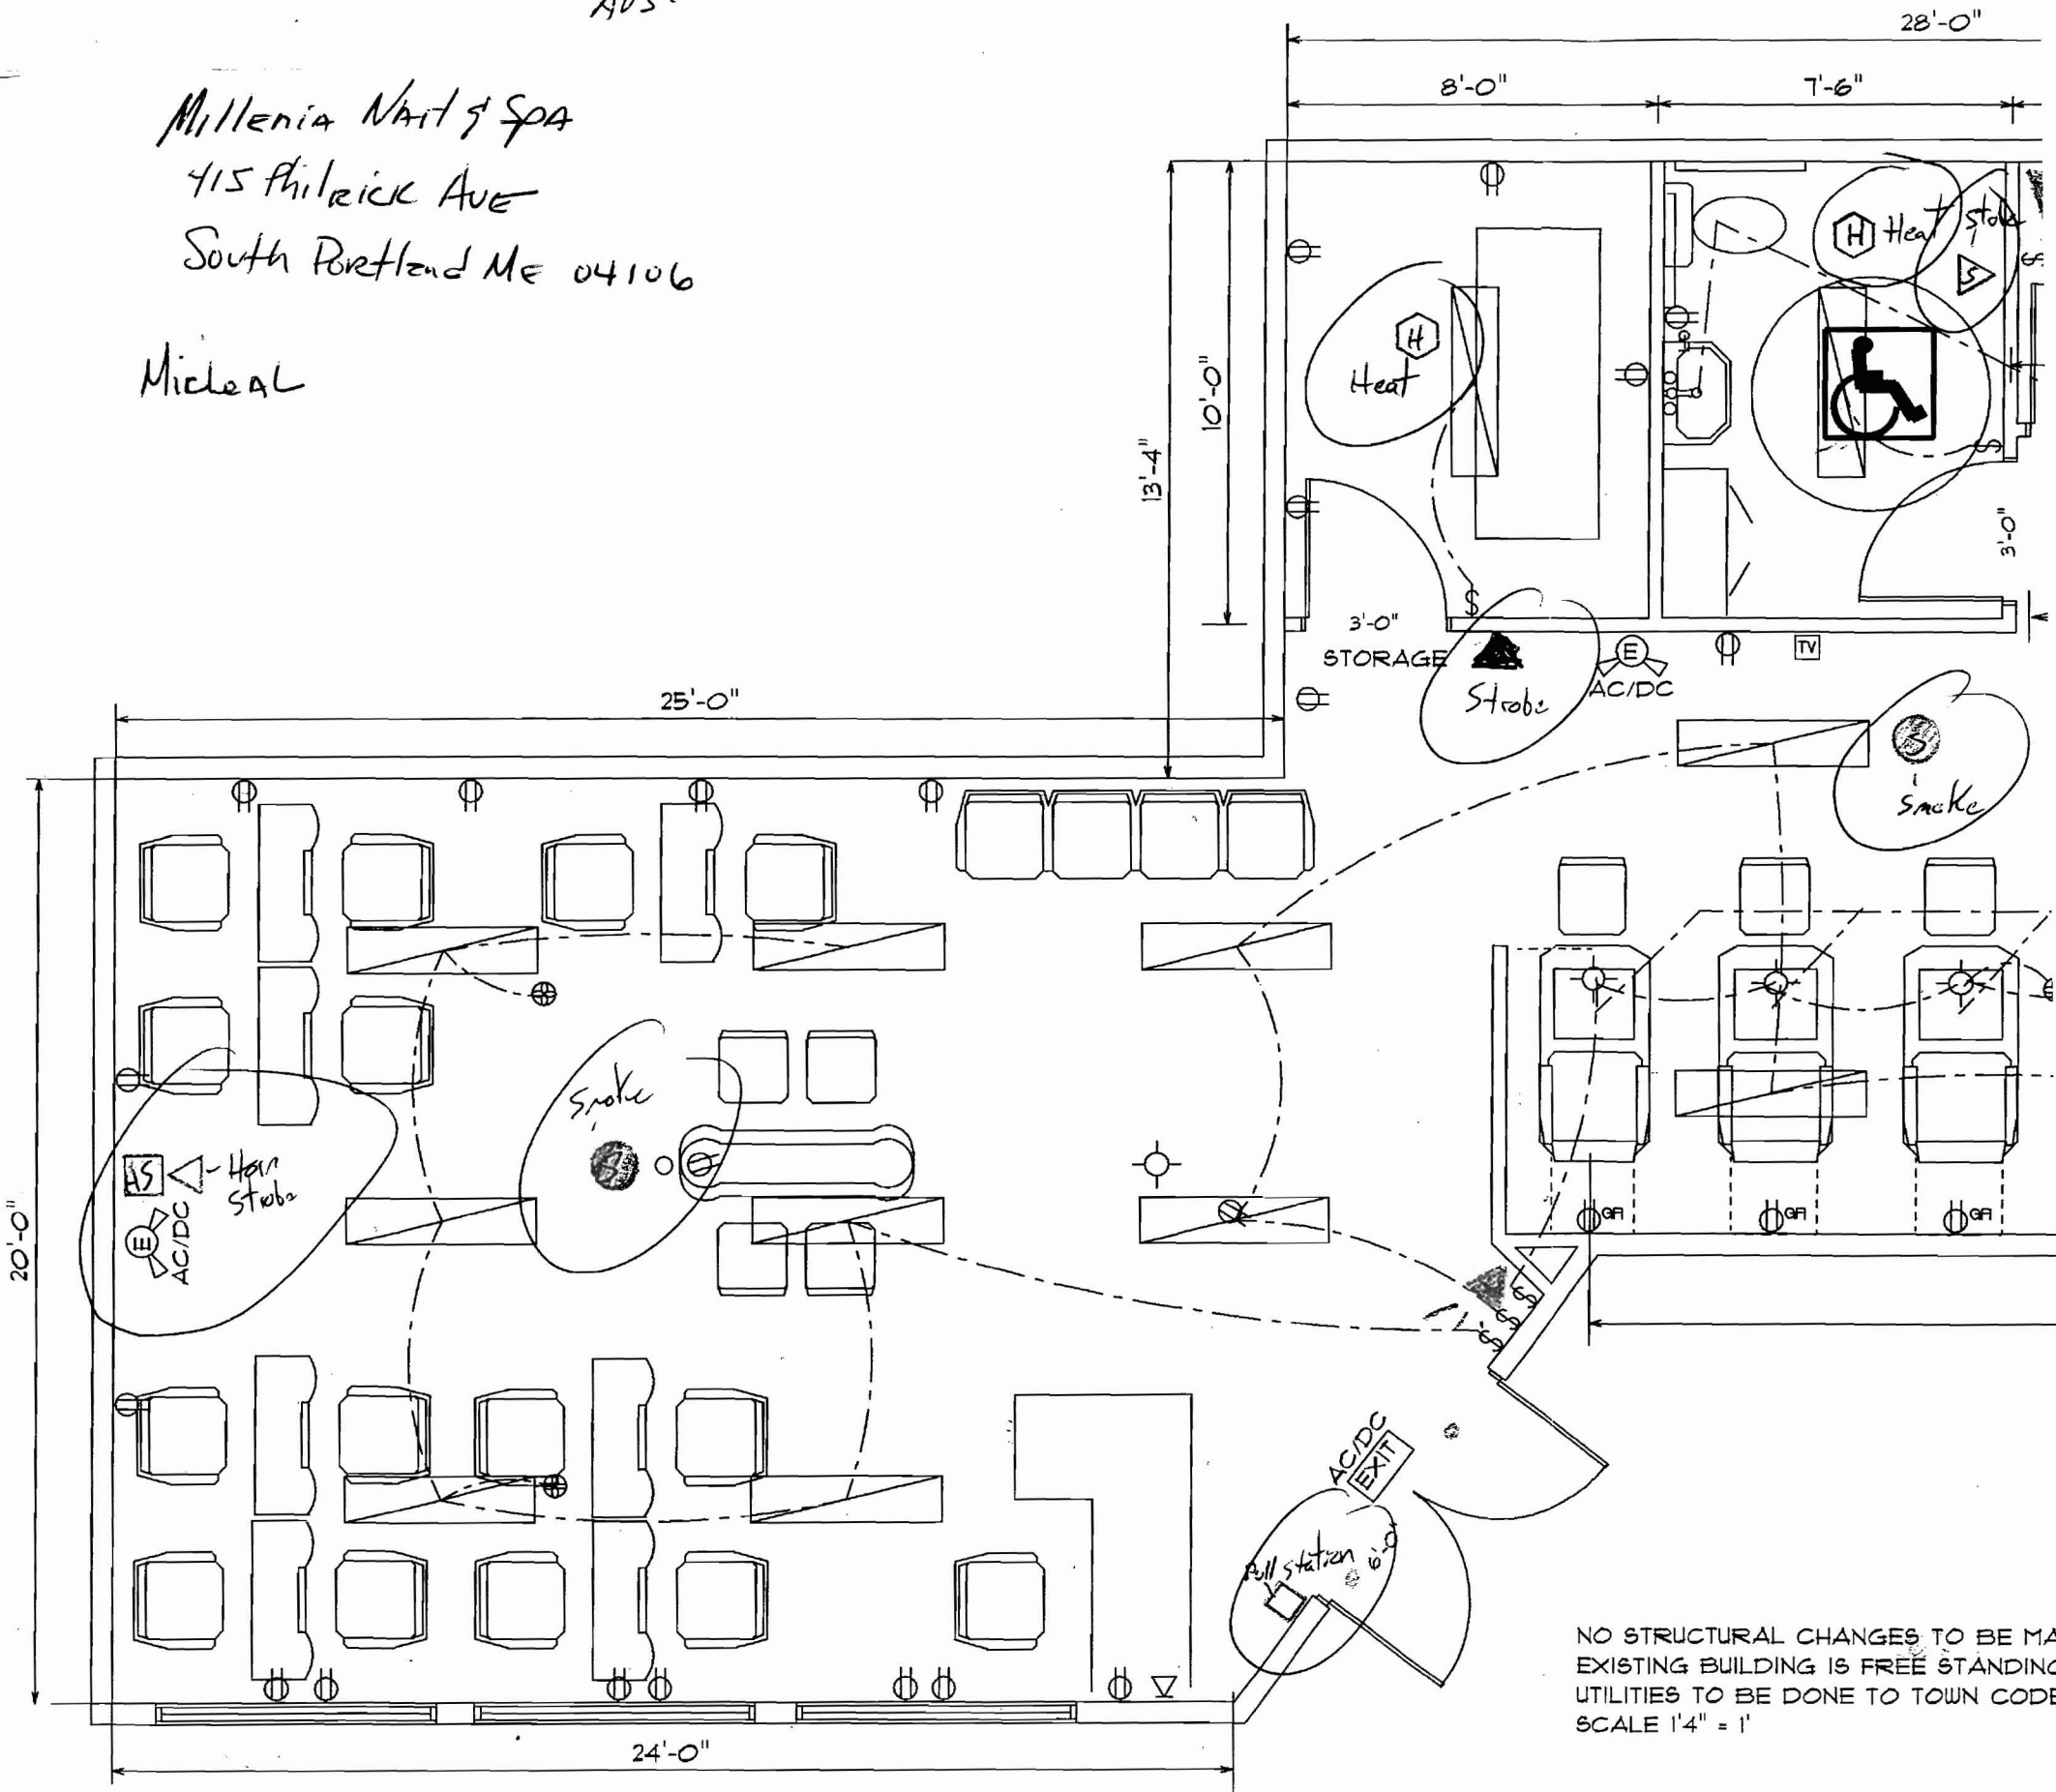 28'-0"
8'-0"
7'-6"
Millenia Nail & Spa
415 Philrick Ave
South Portland ME 04106
MicheAL
H
Heat
H Heat
S
10'-0"
13'-4"
3'-0"
$
$
3'-0"
STORAGE
Strobe
E
AC/DC
TV
25'-0"
Smoke
Smoke
HS
Horn
Strobe
E
AC/DC
20'-0"
GFI
GFI
GFI
$
$
$
AC/DC
EXIT
Pull station
6'-0"
NO STRUCTURAL CHANGES TO BE MA
EXISTING BUILDING IS FREE STANDING
UTILITIES TO BE DONE TO TOWN CODE
SCALE 1'4" = 1'
24'-0"